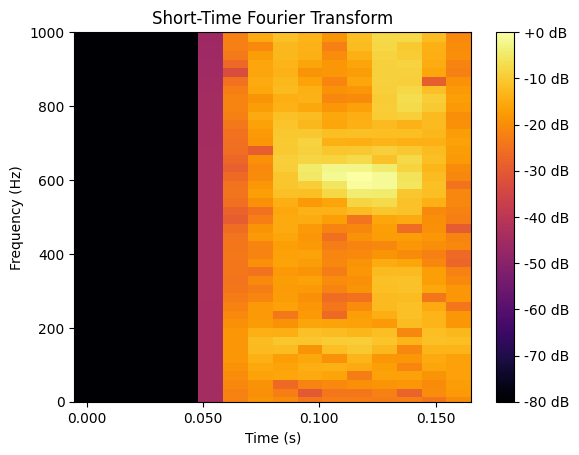 Short-Time Fourier Transform
1000
800
600
400
200
0
Frequency (Hz)
0.000
0.050
0.100
0.150
Time (s)
+0 dB
-10 dB
-20 dB
-30 dB
-40 dB
-50 dB
-60 dB
-70 dB
-80 dB